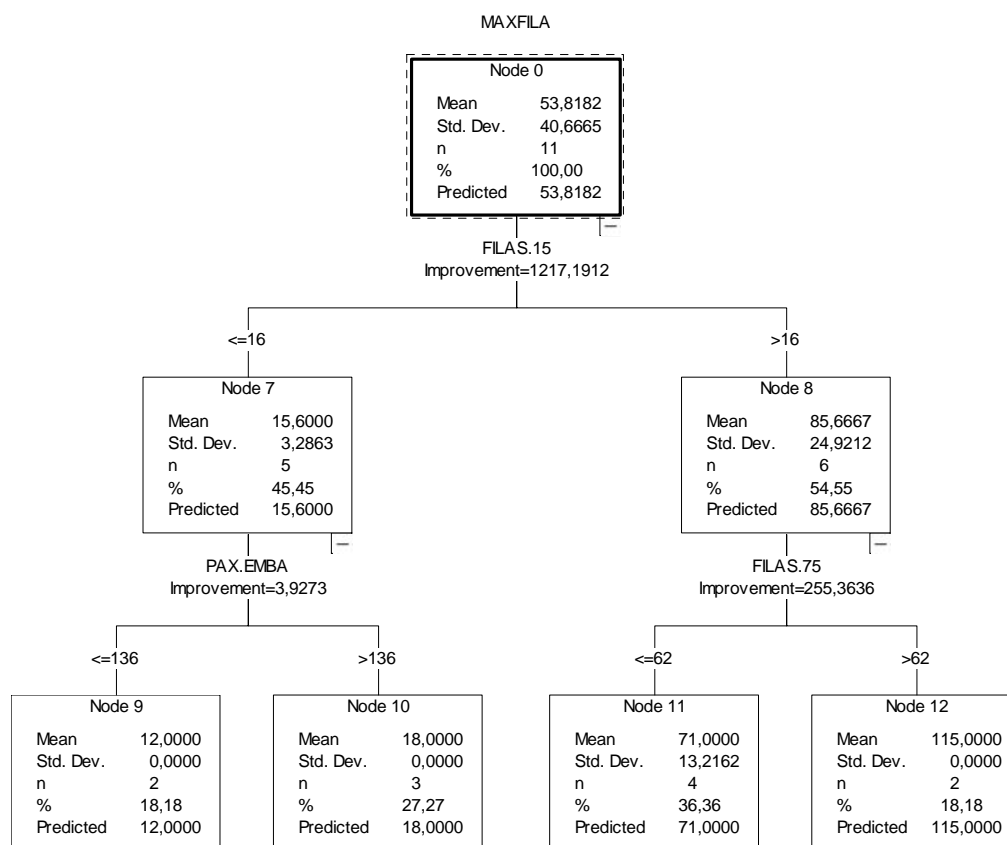 MAXFILA
Node 0
Mean 53,8182
Std. Dev. 40,6665
n 11
% 100,00
Predicted 53,8182
FILAS.15
Improvement=1217,1912
<=16
>16
Node 7
Mean 15,6000
Std. Dev. 3,2863
n 5
% 45,45
Predicted 15,6000
Node 8
Mean 85,6667
Std. Dev. 24,9212
n 6
% 54,55
Predicted 85,6667
PAX.EMBA
Improvement=3,9273
FILAS.75
Improvement=255,3636
<=136
>136
<=62
>62
Node 9
Mean 12,0000
Std. Dev. 0,0000
n 2
% 18,18
Predicted 12,0000
Node 10
Mean 18,0000
Std. Dev. 0,0000
n 3
% 27,27
Predicted 18,0000
Node 11
Mean 71,0000
Std. Dev. 13,2162
n 4
% 36,36
Predicted 71,0000
Node 12
Mean 115,0000
Std. Dev. 0,0000
n 2
% 18,18
Predicted 115,0000